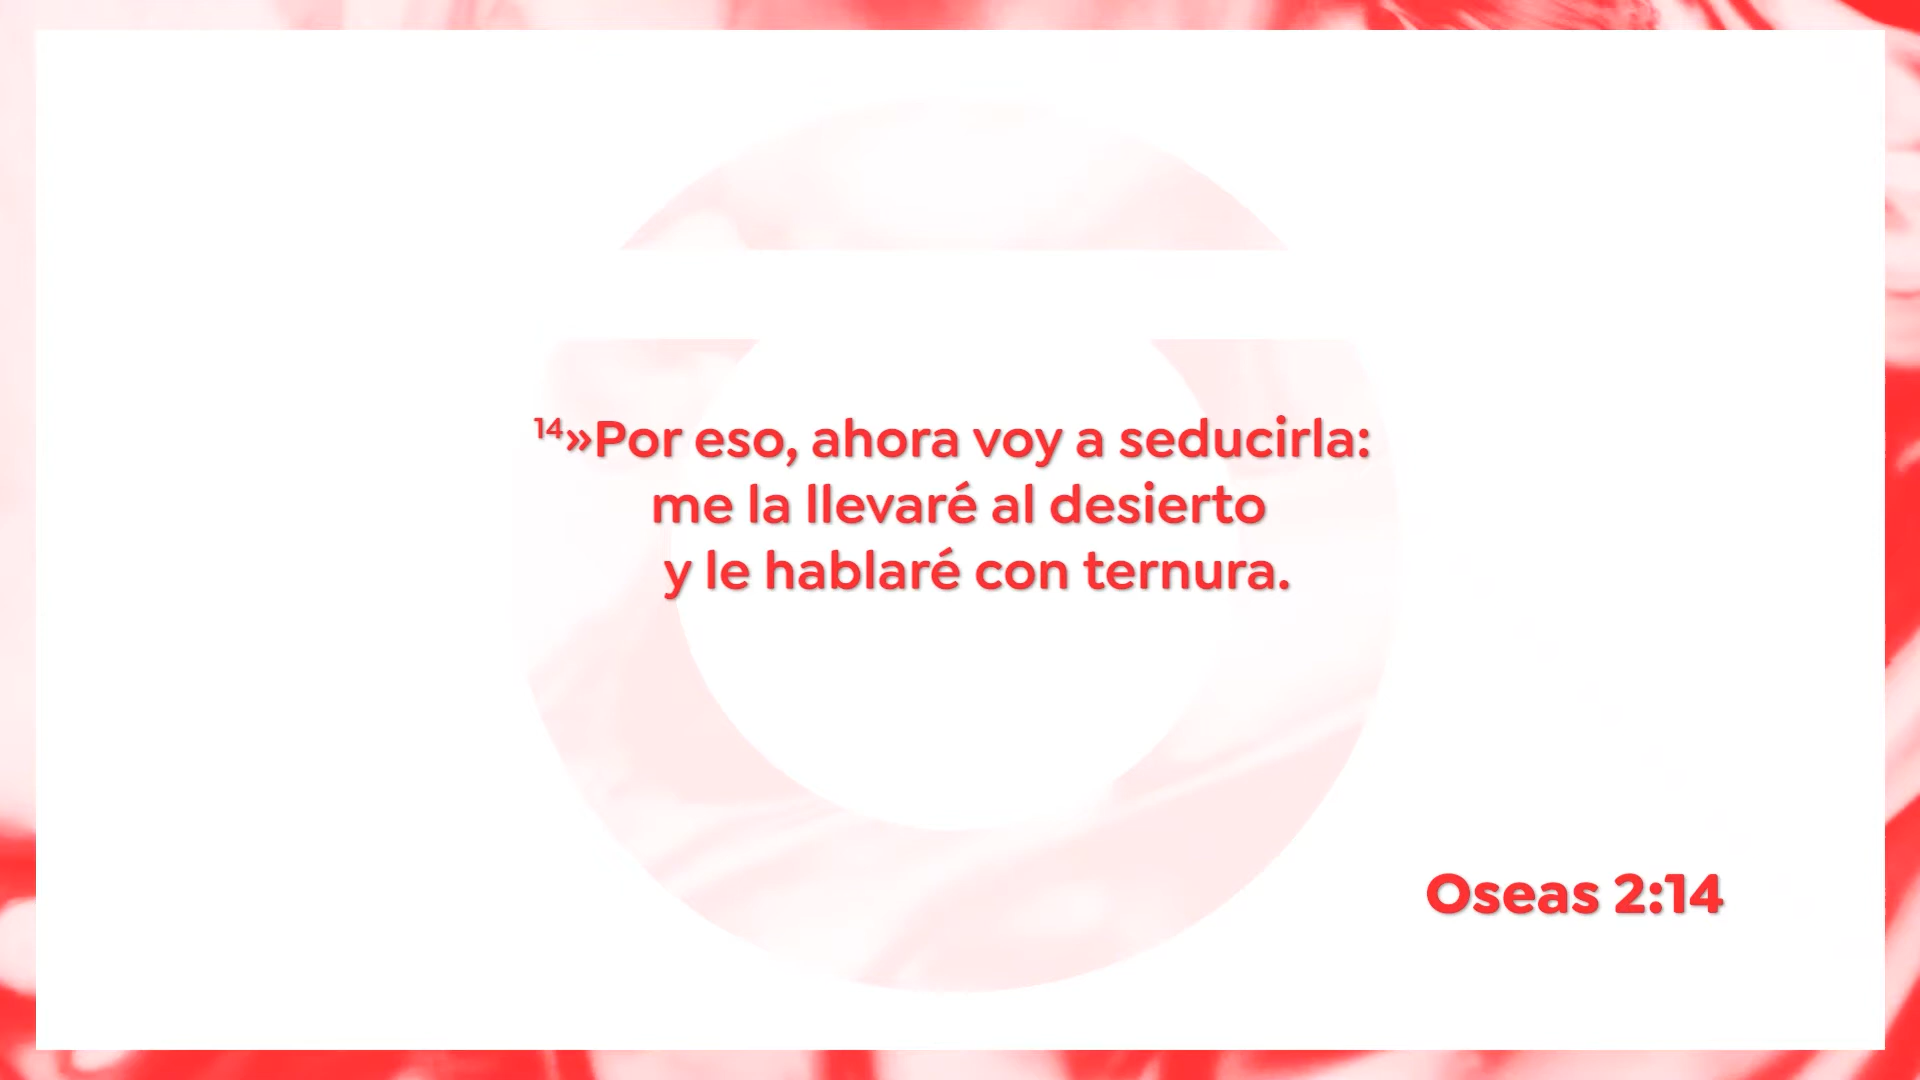 ¹⁴»Por eso, ahora voy a seducirla:
me la llevaré al desierto
y le hablaré con ternura.
Oseas 2:14